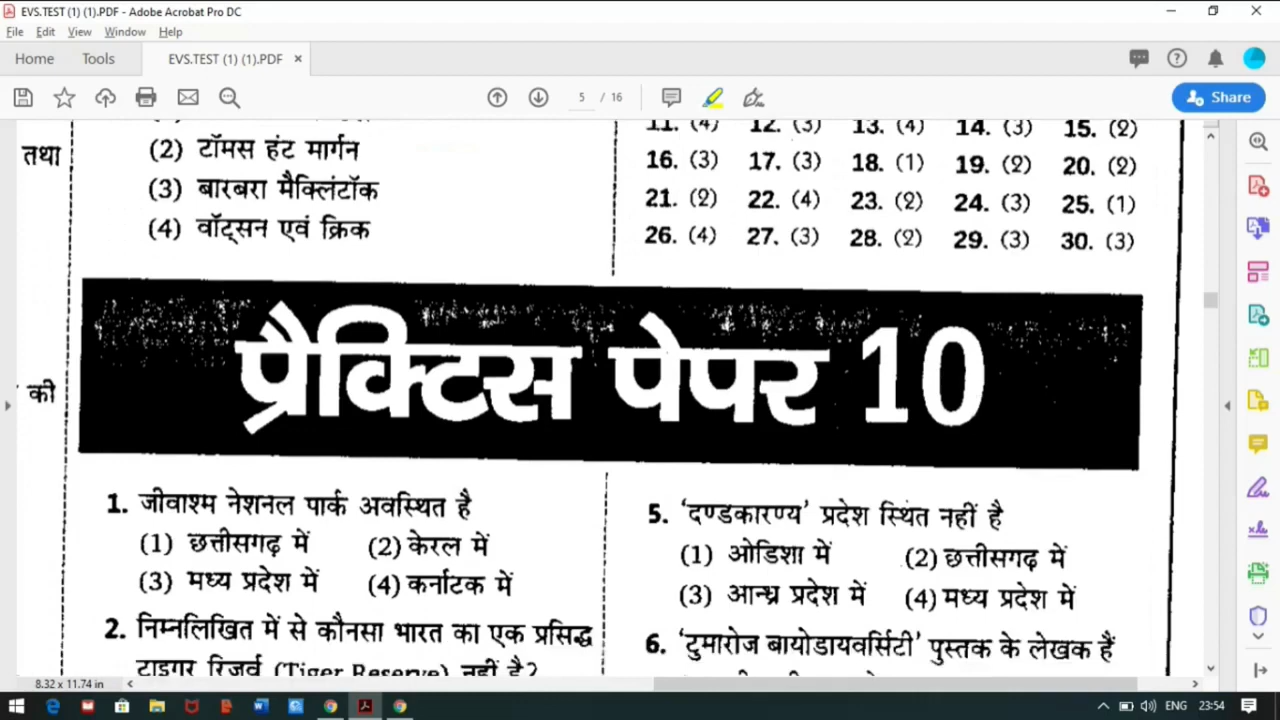 EVS.TEST (1) (1).PDF - Adobe Acrobat Pro DC
File Edit View Window Help
Home Tools EVS.TEST (1) (1).PDF ×
5 / 16
Share
तथा
की
(2) टॉमस हंट मार्गन
(3) बारबरा मैक्लिंटॉक
(4) वॉट्सन एवं क्रिक
11. (4) 12. (3) 13. (4) 14. (3) 15. (2)
16. (3) 17. (3) 18. (1) 19. (2) 20. (2)
21. (2) 22. (4) 23. (2) 24. (3) 25. (1)
26. (4) 27. (3) 28. (2) 29. (3) 30. (3)
प्रैक्टिस पेपर 10
1. जीवाश्म नेशनल पार्क अवस्थित है
(1) छत्तीसगढ़ में (2) केरल में
(3) मध्य प्रदेश में (4) कर्नाटक में
2. निम्नलिखित में से कौनसा भारत का एक प्रसिद्ध
टाइगर रिजर्व (Tiger Reserve) नहीं है?
5. 'दण्डकारण्य' प्रदेश स्थित नहीं है
(1) ओडिशा में (2) छत्तीसगढ़ में
(3) आन्ध्र प्रदेश में (4) मध्य प्रदेश में
6. 'टुमारोज बायोडायवर्सिटी' पुस्तक के लेखक हैं
8.32 x 11.74 in
ENG 23:54